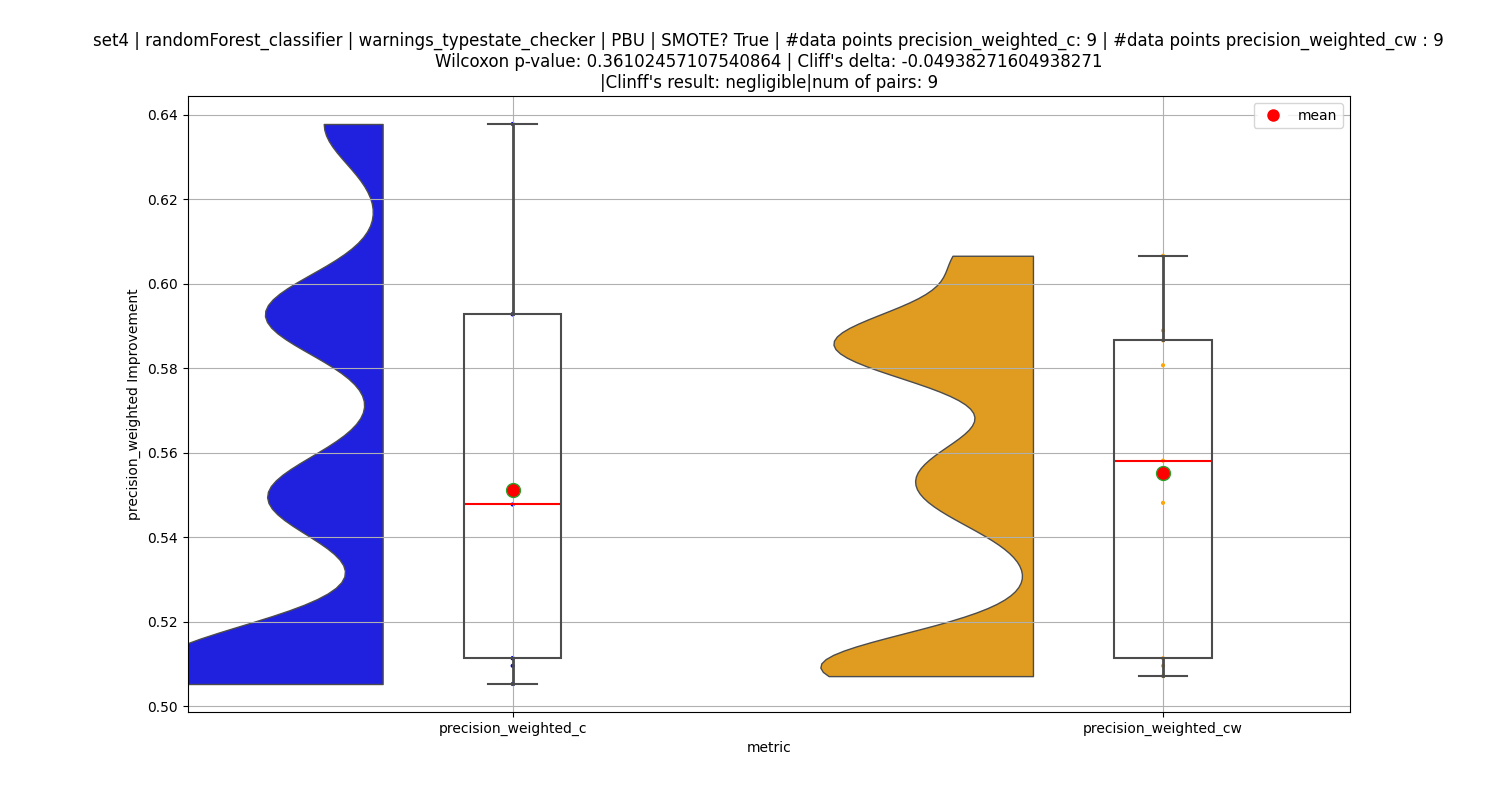 set4 | randomForest_classifier | warnings_typestate_checker | PBU | SMOTE? True | #data points precision_weighted_c: 9 | #data points precision_weighted_cw : 9
Wilcoxon p-value: 0.36102457107540864 | Cliff's delta: -0.04938271604938271
|Clinff's result: negligible|num of pairs: 9
mean
0.64
0.62
0.60
0.58
0.56
0.54
0.52
0.50
precision_weighted Improvement
precision_weighted_c
precision_weighted_cw
metric